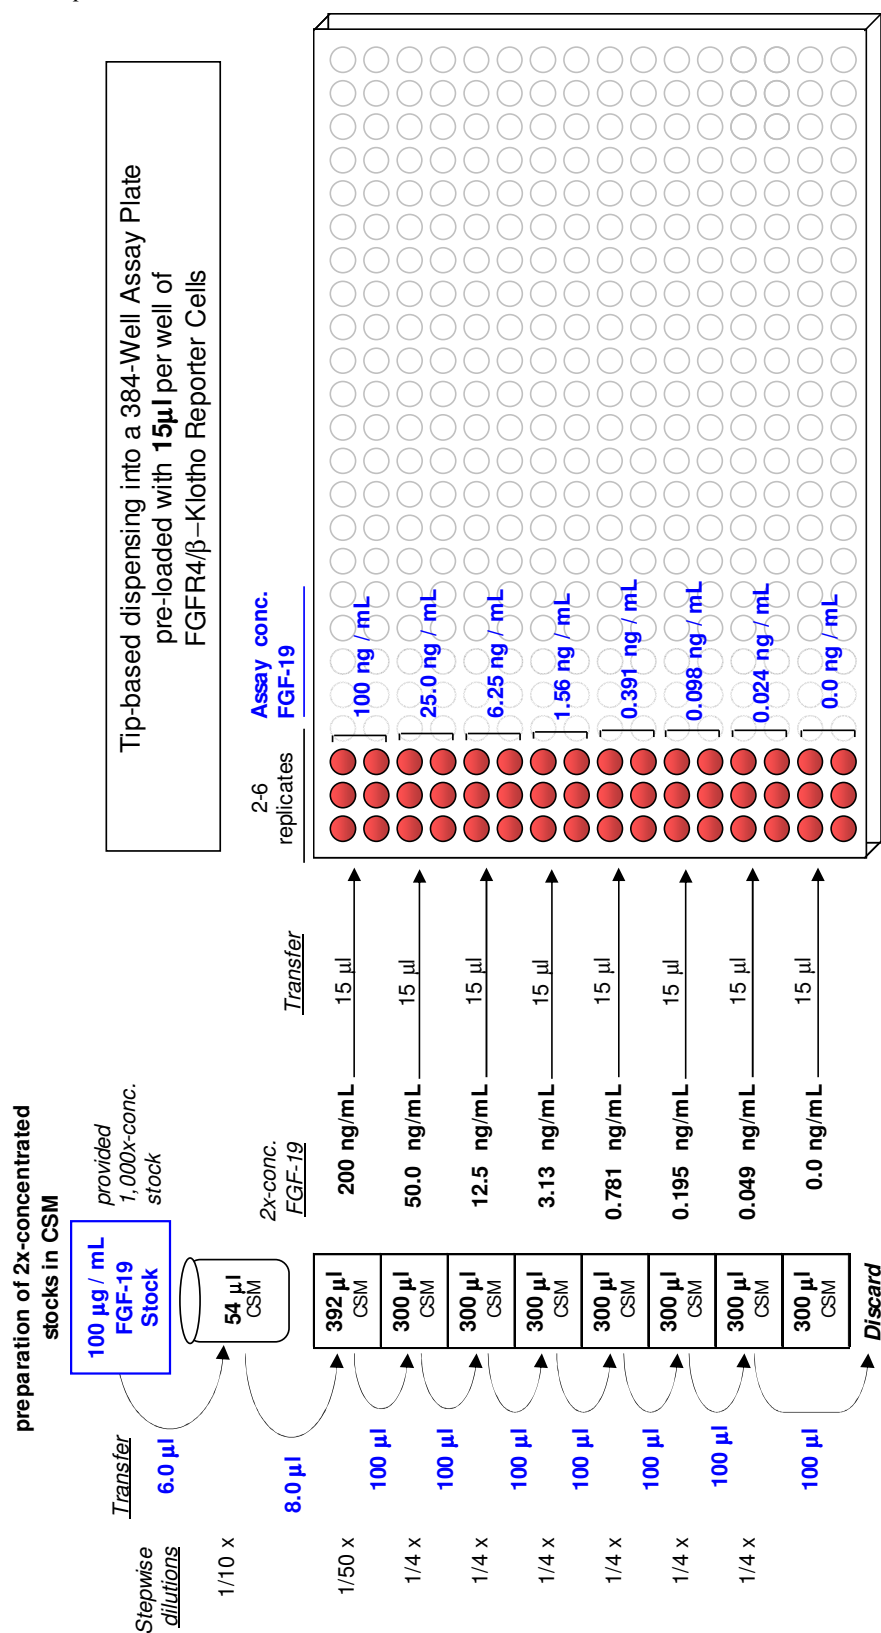 preparation of 2x-concentrated
stocks in CSM
Stepwise
dilutions
Transfer
100 µg / mL
FGF-19
Stock
provided
1,000x-conc.
stock
6.0 µl
1/10 x
54 µl
CSM
8.0 µl
2x-conc.
FGF-19
Transfer
2-6
replicates
Assay conc.
FGF-19
Tip-based dispensing into a 384-Well Assay Plate
pre-loaded with 15µl per well of
FGFR4/β–Klotho Reporter Cells
1/50 x
392 µl
CSM
200 ng/mL
15 µl
100 ng / mL
100 µl
1/4 x
300 µl
CSM
50.0 ng/mL
15 µl
25.0 ng / mL
100 µl
1/4 x
300 µl
CSM
12.5 ng/mL
15 µl
6.25 ng / mL
100 µl
1/4 x
300 µl
CSM
3.13 ng/mL
15 µl
1.56 ng / mL
100 µl
1/4 x
300 µl
CSM
0.781 ng/mL
15 µl
0.391 ng / mL
100 µl
1/4 x
300 µl
CSM
0.195 ng/mL
15 µl
0.098 ng / mL
100 µl
1/4 x
300 µl
CSM
0.049 ng/mL
15 µl
0.024 ng / mL
100 µl
300 µl
CSM
0.0 ng/mL
15 µl
0.0 ng / mL
Discard